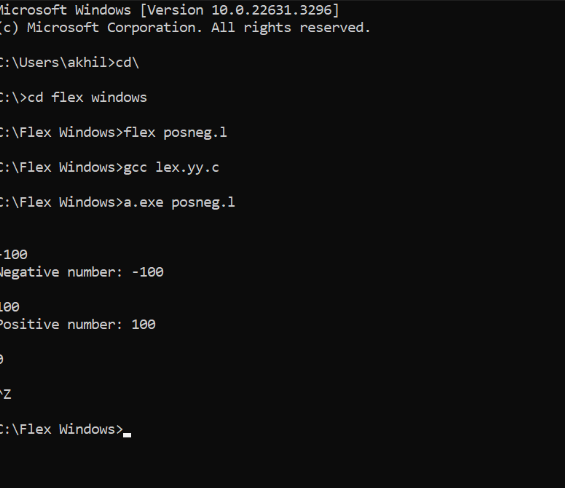 Microsoft Windows [Version 10.0.22631.3296]
(c) Microsoft Corporation. All rights reserved.
C:\Users\akhil>cd\
C:\>cd flex windows
C:\Flex Windows>flex posneg.l
C:\Flex Windows>gcc lex.yy.c
C:\Flex Windows>a.exe posneg.l
-100
Negative number: -100
100
Positive number: 100
0
^Z
C:\Flex Windows>